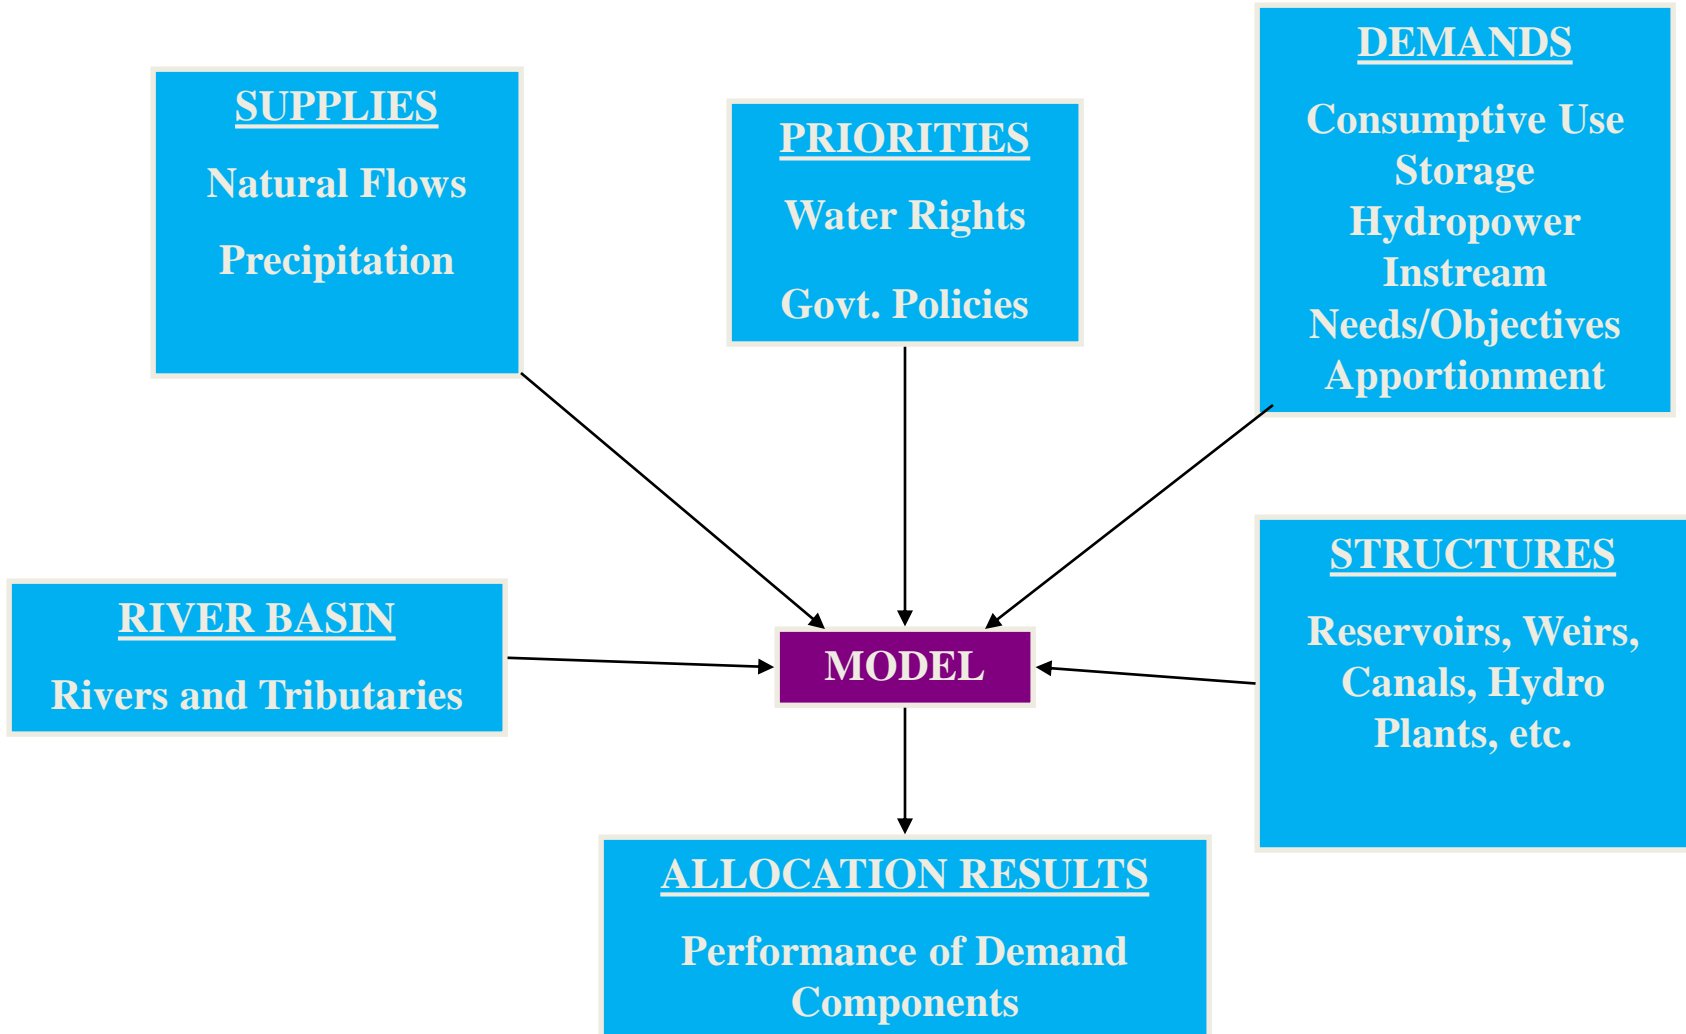 SUPPLIES
Natural Flows
Precipitation
PRIORITIES
Water Rights
Govt. Policies
DEMANDS
Consumptive Use
Storage
Hydropower
Instream
Needs/Objectives
Apportionment
RIVER BASIN
Rivers and Tributaries
MODEL
STRUCTURES
Reservoirs, Weirs,
Canals, Hydro
Plants, etc.
ALLOCATION RESULTS
Performance of Demand
Components